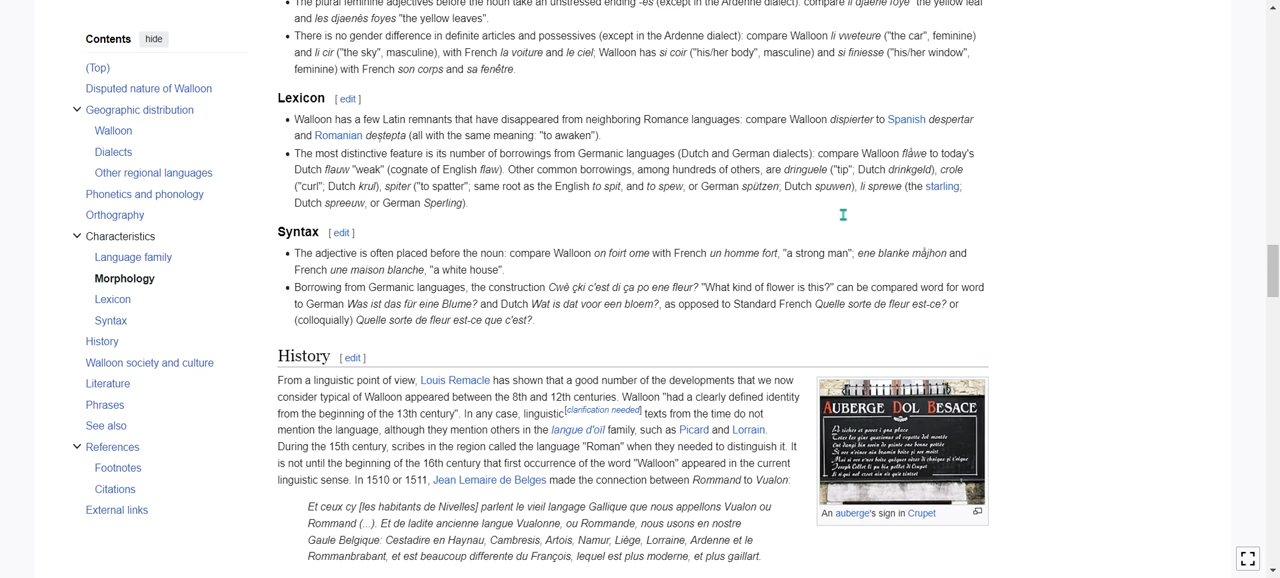 • The plural feminine adjectives before the noun take an unstressed ending -es (except in the Ardenne dialect): compare li djaene foye "the yellow leaf"
and les djaenès foyes "the yellow leaves".
• There is no gender difference in definite articles and possessives (except in the Ardenne dialect): compare Walloon li vweteure ("the car", feminine)
and li cir ("the sky", masculine), with French la voiture and le ciel; Walloon has si coir ("his/her body", masculine) and si finiesse ("his/her window",
feminine) with French son corps and sa fenêtre.
Contents hide
(Top)
Disputed nature of Walloon
Geographic distribution
Walloon
Dialects
Other regional languages
Phonetics and phonology
Orthography
Characteristics
Language family
Morphology
Lexicon
Syntax
History
Walloon society and culture
Literature
Phrases
See also
References
Footnotes
Citations
External links
Lexicon [ edit ]
• Walloon has a few Latin remnants that have disappeared from neighboring Romance languages: compare Walloon dispierter to Spanish despertar
and Romanian deștepta (all with the same meaning: "to awaken").
• The most distinctive feature is its number of borrowings from Germanic languages (Dutch and German dialects): compare Walloon flåwe to today's
Dutch flauw "weak" (cognate of English flaw). Other common borrowings, among hundreds of others, are dringuele ("tip"; Dutch drinkgeld), crole
("curl"; Dutch krul), spiter ("to spatter"; same root as the English to spit, and to spew, or German spützen; Dutch spuwen), li sprewe (the starling;
Dutch spreeuw, or German Sperling).
Syntax [ edit ]
• The adjective is often placed before the noun: compare Walloon on foirt ome with French un homme fort, "a strong man"; ene blanke måjhon and
French une maison blanche, "a white house".
• Borrowing from Germanic languages, the construction Cwè çki c'est di ça po ene fleur? "What kind of flower is this?" can be compared word for word
to German Was ist das für eine Blume? and Dutch Wat is dat voor een bloem?, as opposed to Standard French Quelle sorte de fleur est-ce? or
(colloquially) Quelle sorte de fleur est-ce que c'est?.
History [ edit ]
From a linguistic point of view, Louis Remacle has shown that a good number of the developments that we now
consider typical of Walloon appeared between the 8th and 12th centuries. Walloon "had a clearly defined identity
from the beginning of the 13th century". In any case, linguistic[clarification needed] texts from the time do not
mention the language, although they mention others in the langue d'oïl family, such as Picard and Lorrain.
During the 15th century, scribes in the region called the language "Roman" when they needed to distinguish it. It
is not until the beginning of the 16th century that first occurrence of the word "Walloon" appeared in the current
linguistic sense. In 1510 or 1511, Jean Lemaire de Belges made the connection between Rommand to Vualon:
Et ceux cy [les habitants de Nivelles] parlent le vieil langage Gallique que nous appellons Vualon ou
Rommand (...). Et de ladite ancienne langue Vualonne, ou Rommande, nous usons en nostre
Gaule Belgique: Cestadire en Haynau, Cambresis, Artois, Namur, Liège, Lorraine, Ardenne et le
Rommanbrabant, et est beaucoup differente du François, lequel est plus moderne, et plus gaillart.
AUBERGE DOL BESACE
An auberge's sign in Crupet